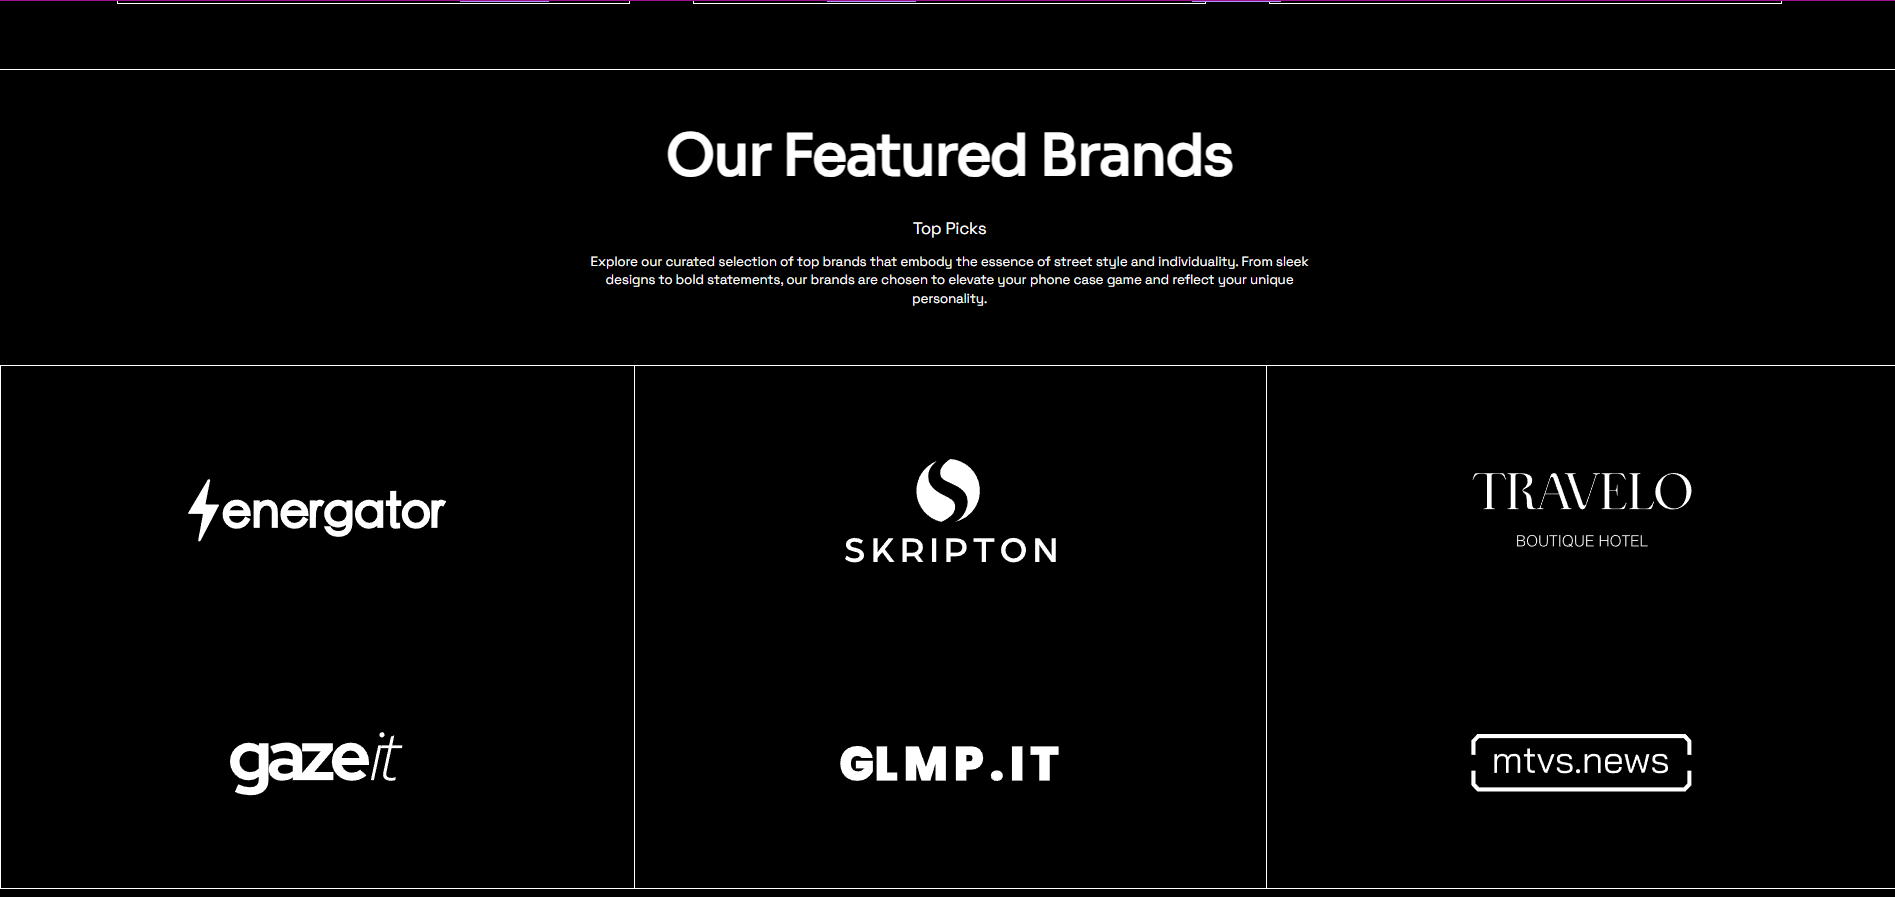 Our Featured Brands
Top Picks
Explore our curated selection of top brands that embody the essence of street style and individuality. From sleek
designs to bold statements, our brands are chosen to elevate your phone case game and reflect your unique
personality.
energator
SKRIPTON
TRAVELO
BOUTIQUE HOTEL
gazeit
GLMP.IT
mtvs.news